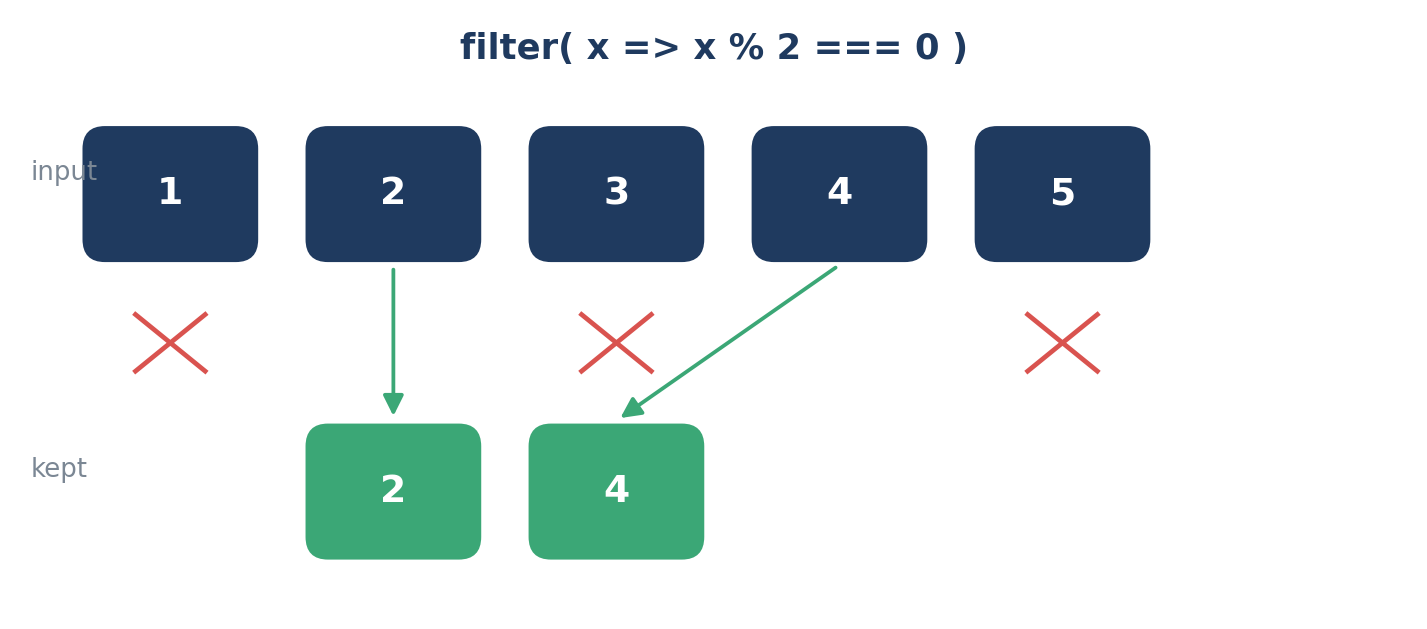 filter( x => x % 2 === 0 )
input 1 2 3 4 5
kept 2 4